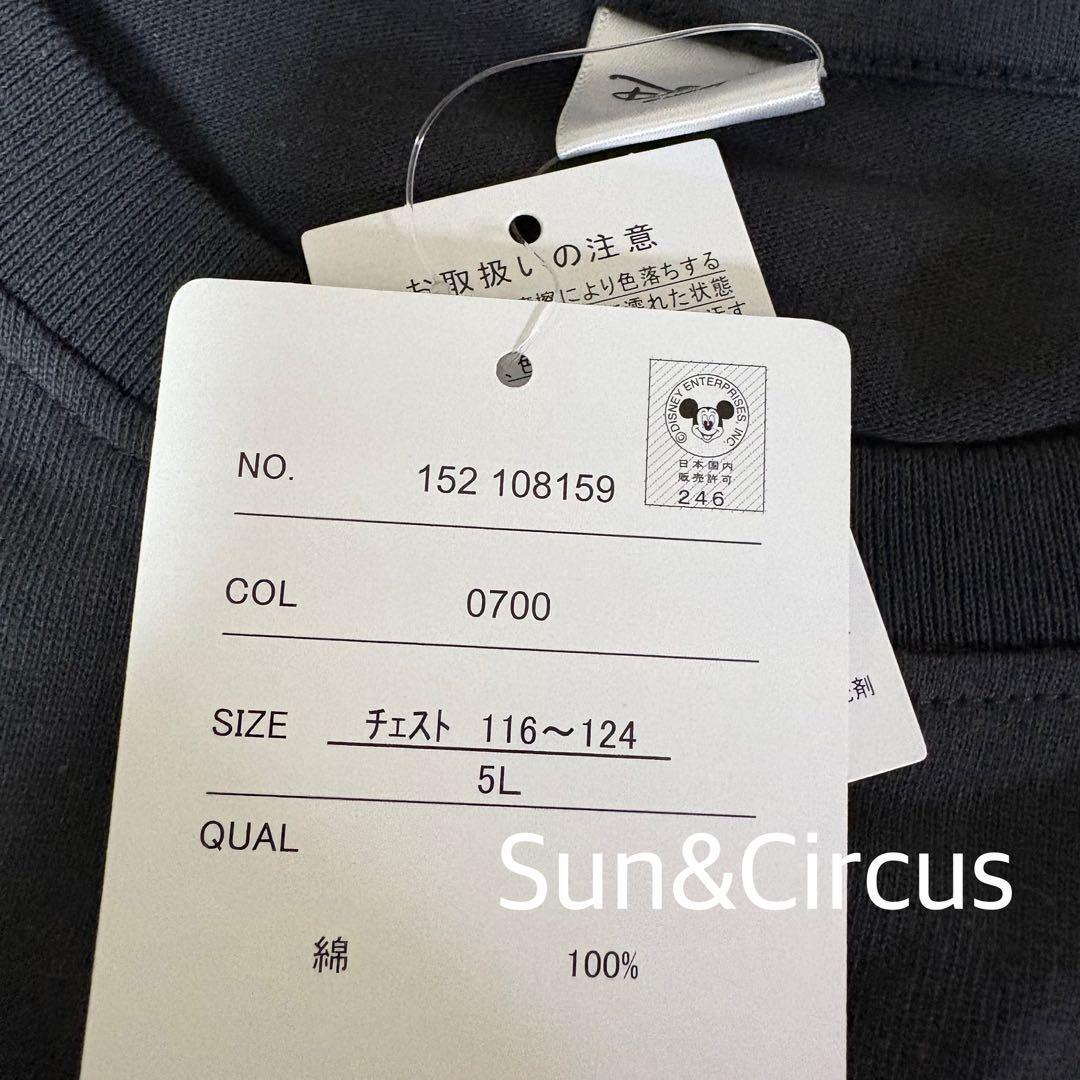 お取扱いの注意
により色落ちする
濡れた状態
©DISNEY ENTERPRISES, INC.
日本国内
販売許可
246
NO. 152 108159
COL 0700
SIZE チェスト 116～124
5L
QUAL
綿 100%
剤
Sun&Circus